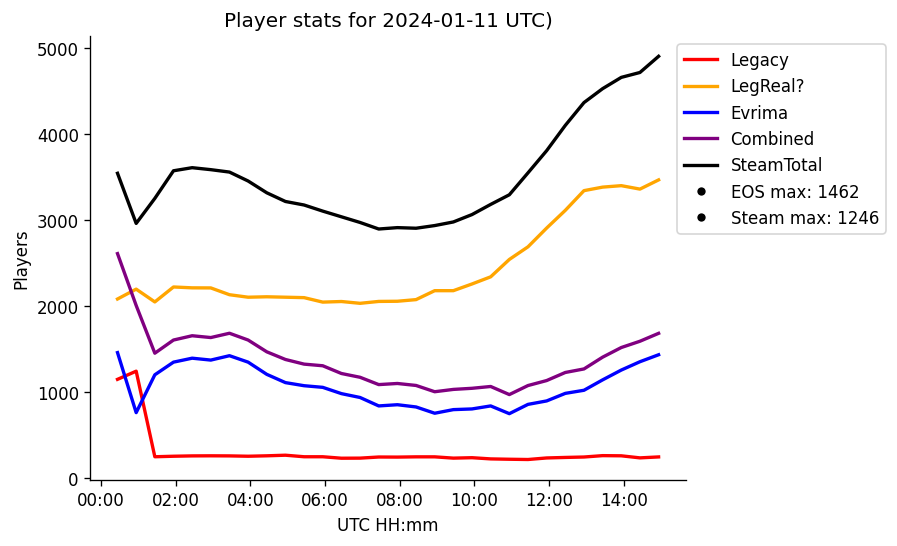 Player stats for 2024-01-11 UTC)
5000
4000
3000
2000
1000
0
Players
00:00 02:00 04:00 06:00 08:00 10:00 12:00 14:00
UTC HH:mm
Legacy
LegReal?
Evrima
Combined
SteamTotal
EOS max: 1462
Steam max: 1246